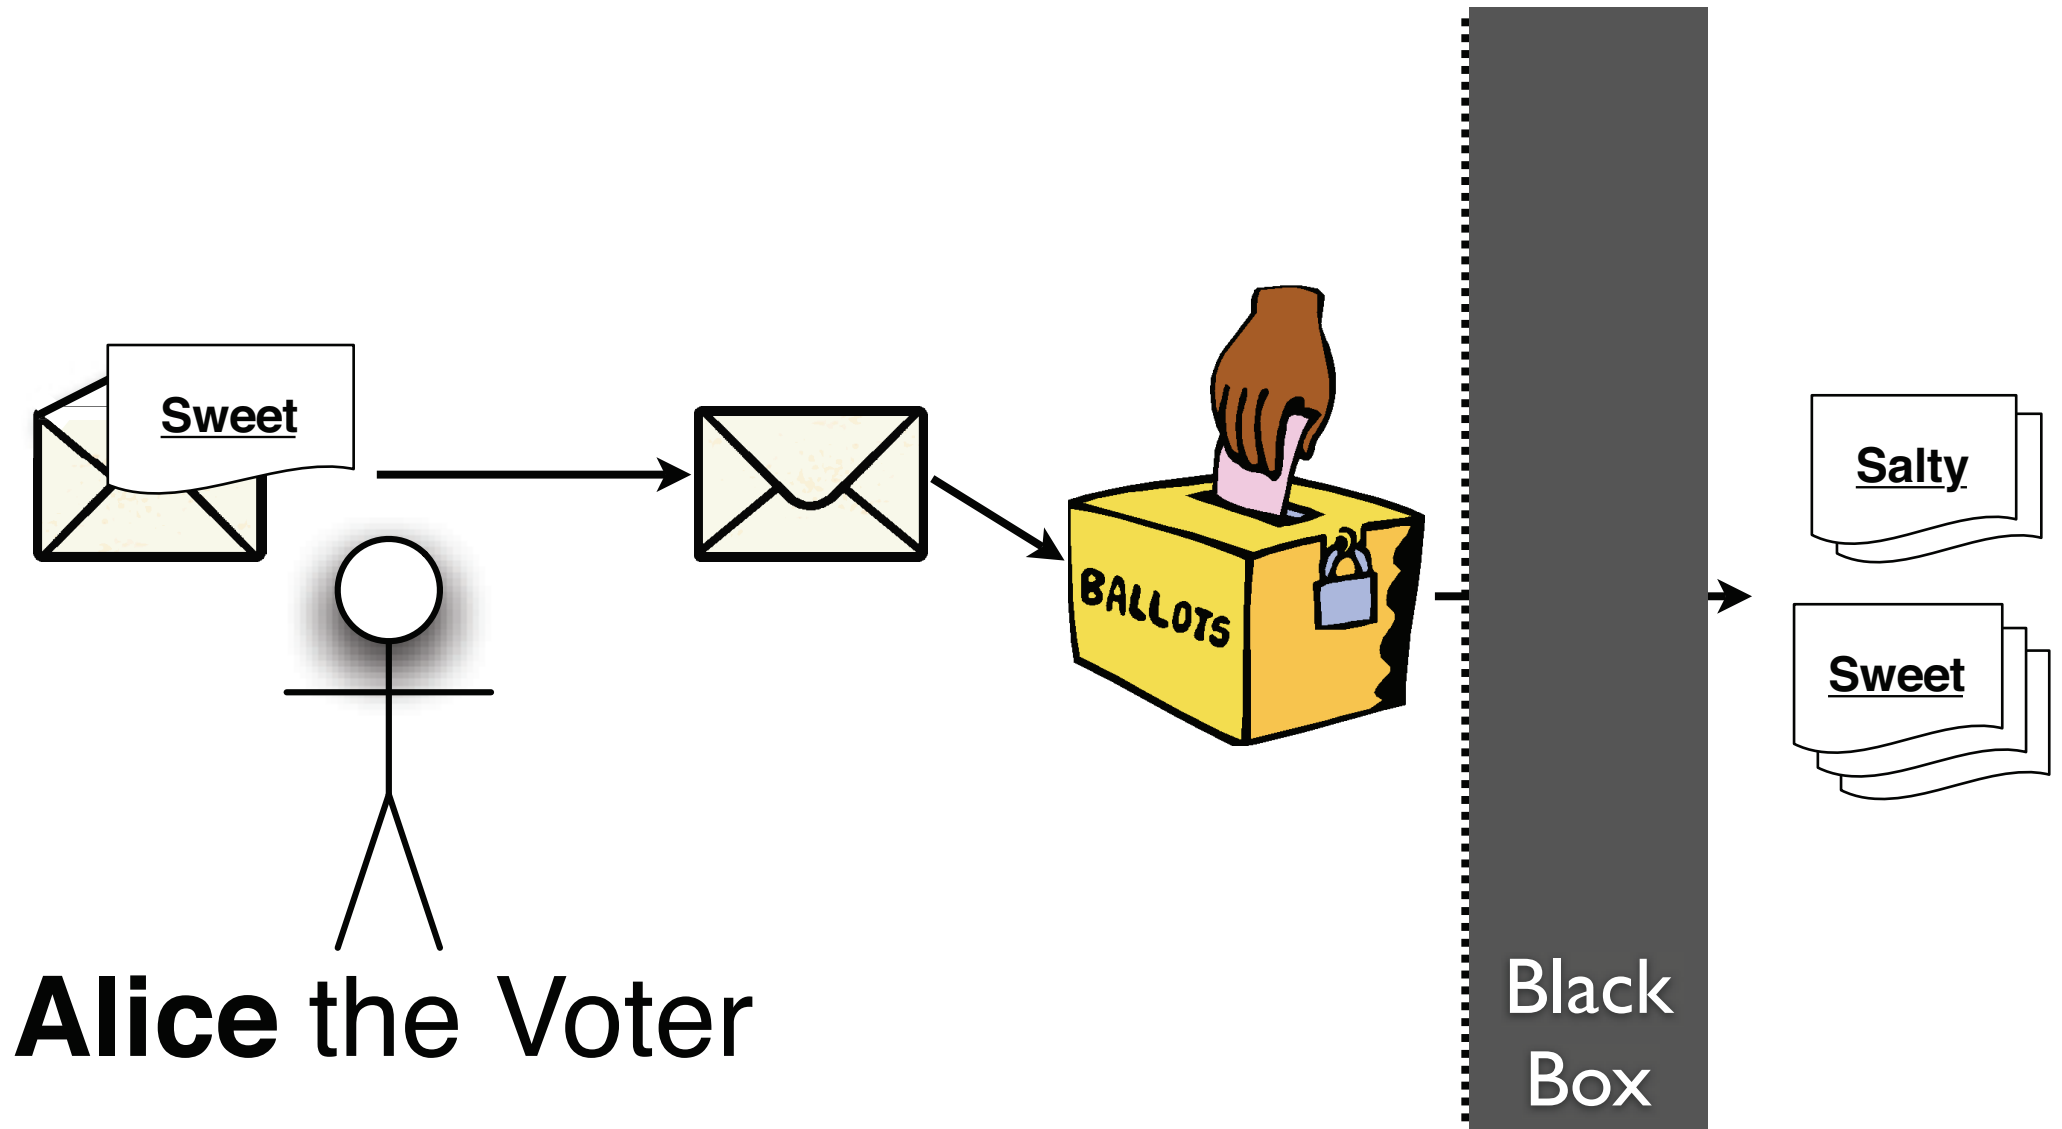 Sweet
BALLOTS
Salty
Sweet
Alice the Voter
Black
Box